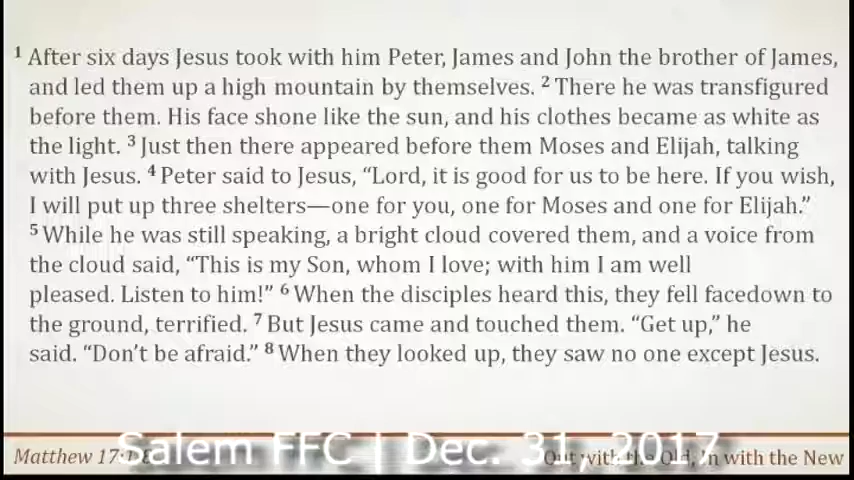 ¹ After six days Jesus took with him Peter, James and John the brother of James,
and led them up a high mountain by themselves. ² There he was transfigured
before them. His face shone like the sun, and his clothes became as white as
the light. ³ Just then there appeared before them Moses and Elijah, talking
with Jesus. ⁴ Peter said to Jesus, “Lord, it is good for us to be here. If you wish,
I will put up three shelters—one for you, one for Moses and one for Elijah.”
⁵ While he was still speaking, a bright cloud covered them, and a voice from
the cloud said, “This is my Son, whom I love; with him I am well
pleased. Listen to him!” ⁶ When the disciples heard this, they fell facedown to
the ground, terrified. ⁷ But Jesus came and touched them. “Get up,” he
said. “Don’t be afraid.” ⁸ When they looked up, they saw no one except Jesus.
Salem FFC | Dec. 31, 2017
Matthew 17:1-8
Out with the Old, In with the New